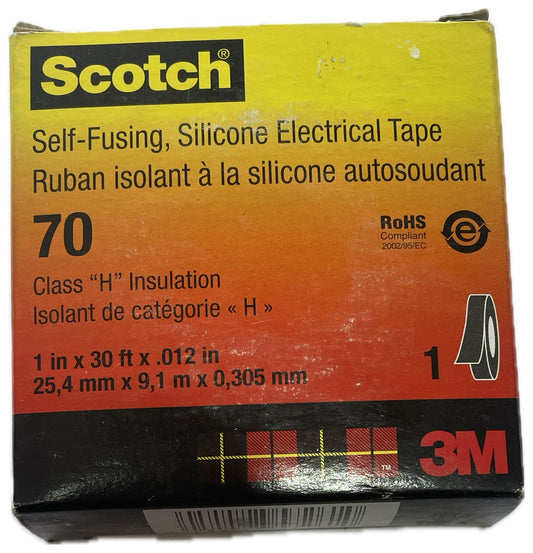 Scotch®
Self-Fusing, Silicone Electrical Tape
Ruban isolant à la silicone autosoudant
70
RoHS
Compliant
2002/95/EC
e
Class “H” Insulation
Isolant de catégorie « H »
1 in x 30 ft x .012 in
25,4 mm x 9,1 m x 0,305 mm
1
TM
3M